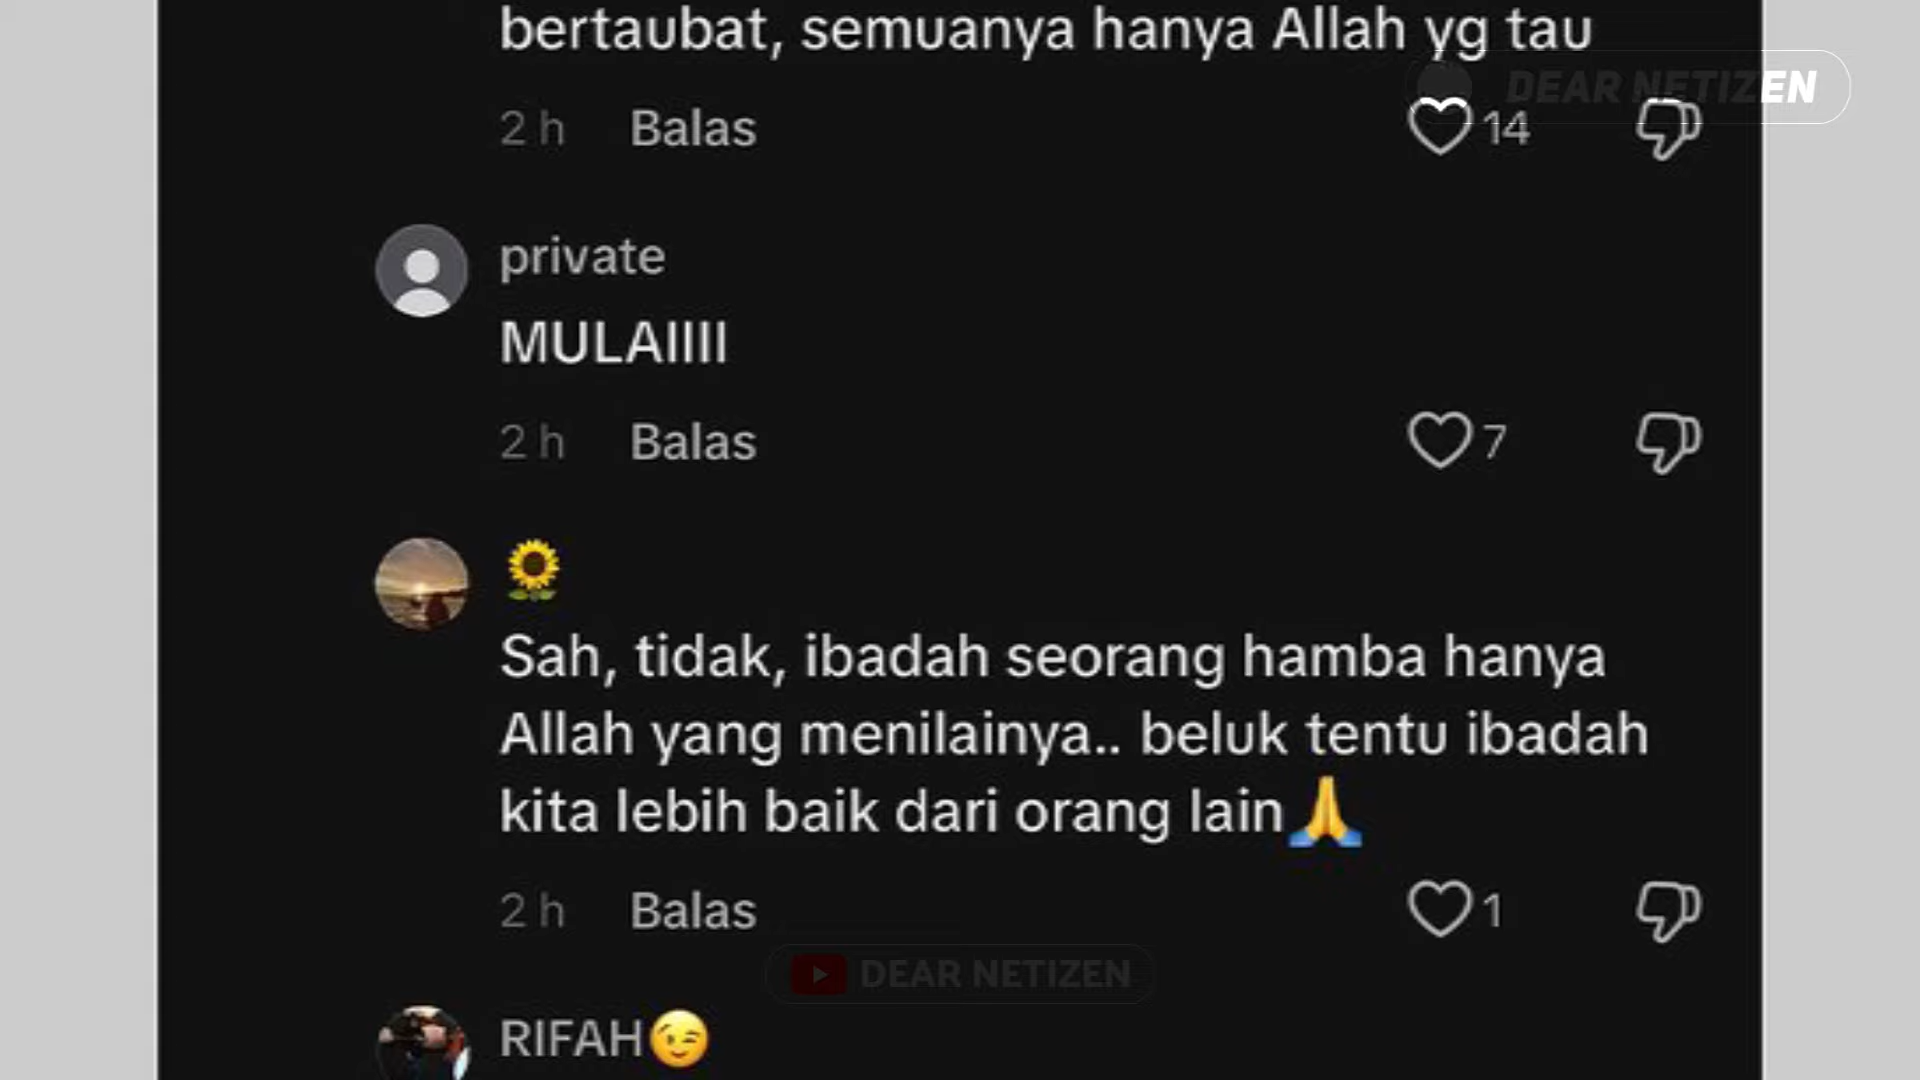 bertaubat, semuanya hanya Allah yg tau
DEAR NETIZEN
2 h Balas 14
private
MULAIIII
2 h Balas 7
🌻
Sah, tidak, ibadah seorang hamba hanya
Allah yang menilainya.. beluk tentu ibadah
kita lebih baik dari orang lain🙏
2 h Balas 1
DEAR NETIZEN
RIFAH😉